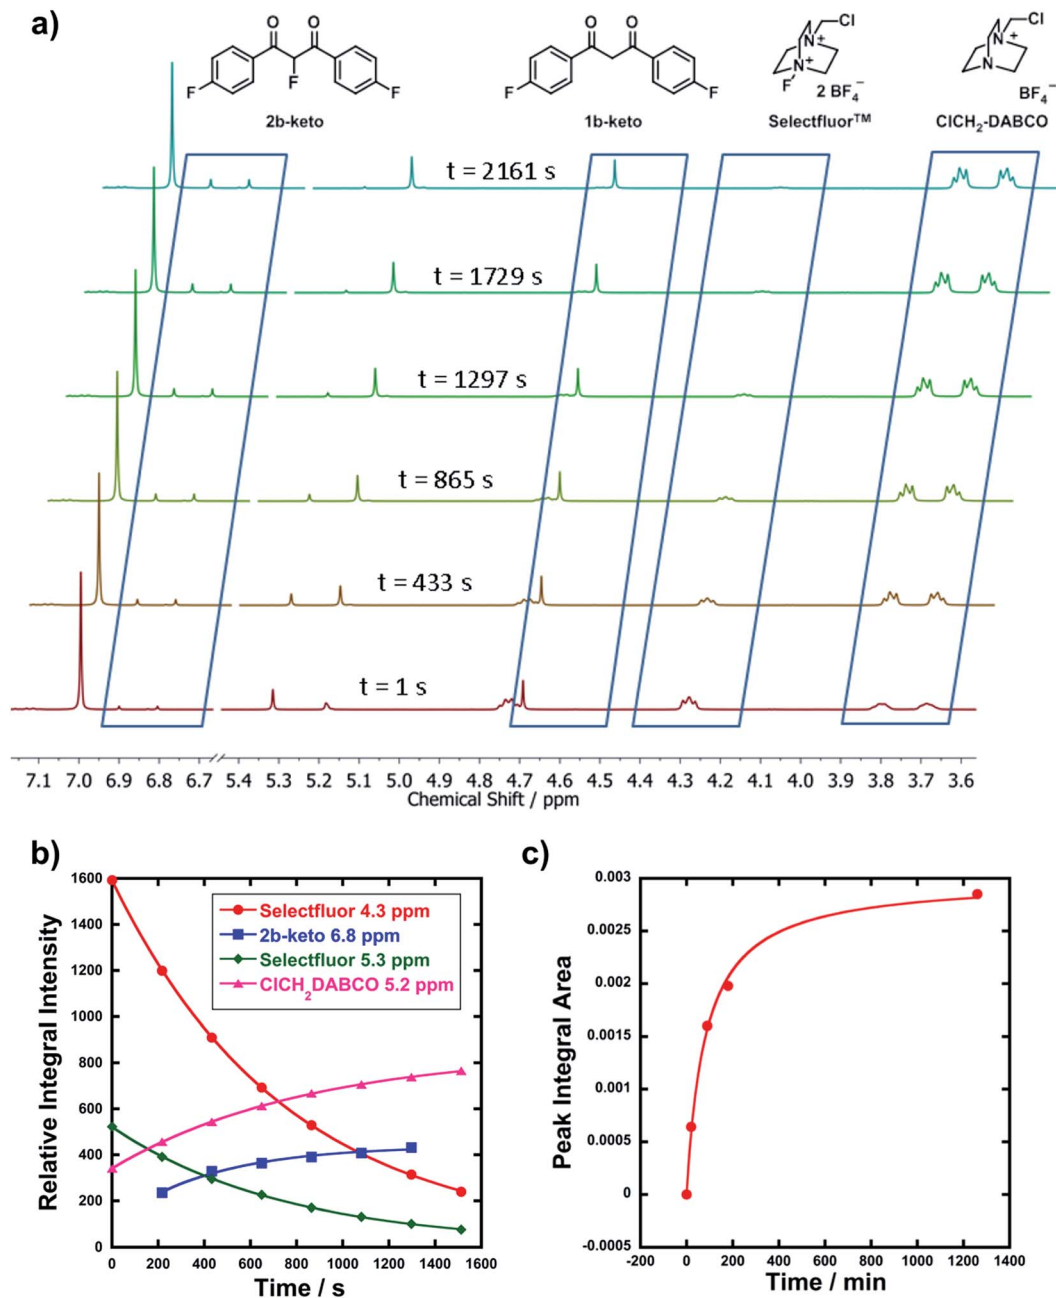 a)
O O
F F F
2b-keto
O O
F F
1b-keto
Cl
N+
N+
F 2 BF4−
Selectfluor™
Cl
N+
N
BF4−
ClCH2-DABCO
t = 2161 s
t = 1729 s
t = 1297 s
t = 865 s
t = 433 s
t = 1 s
7.1 7.0 6.9 6.8 6.7 5.4 5.3 5.2 5.1 5.0 4.9 4.8 4.7 4.6 4.5 4.4 4.3 4.2 4.1 4.0 3.9 3.8 3.7 3.6
Chemical Shift / ppm
b)
Relative Integral Intensity
1600
1400
1200
1000
800
600
400
200
0
Selectfluor 4.3 ppm
2b-keto 6.8 ppm
Selectfluor 5.3 ppm
ClCH2DABCO 5.2 ppm
0 200 400 600 800 1000 1200 1400 1600
Time / s
c)
Peak Integral Area
0.003
0.0025
0.002
0.0015
0.001
0.0005
0
-0.0005
-200 0 200 400 600 800 1000 1200 1400
Time / min